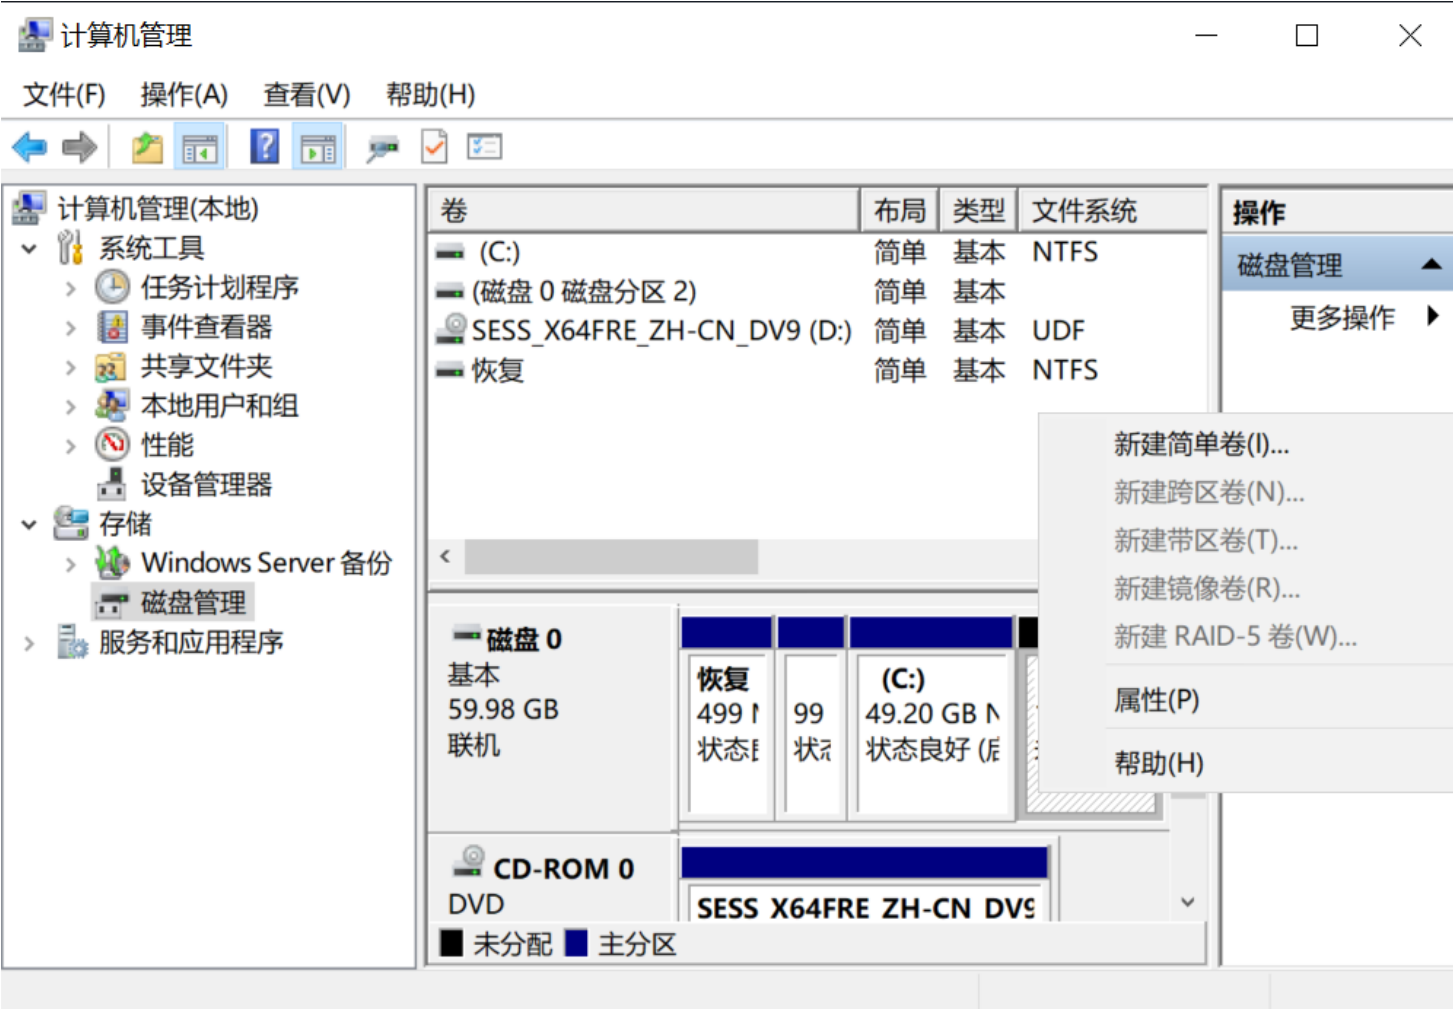 计算机管理
文件(F) 操作(A) 查看(V) 帮助(H)
计算机管理(本地)
系统工具
任务计划程序
事件查看器
共享文件夹
本地用户和组
性能
设备管理器
存储
Windows Server 备份
磁盘管理
服务和应用程序
卷 布局 类型 文件系统
(C:) 简单 基本 NTFS
(磁盘 0 磁盘分区 2) 简单 基本
SESS_X64FRE_ZH-CN_DV9 (D:) 简单 基本 UDF
恢复 简单 基本 NTFS
磁盘 0
基本
59.98 GB
联机
恢复
499
状态
99
状态
(C:)
49.20 GB N
状态良好 (启
CD-ROM 0
DVD
SESS_X64FRE_ZH-CN_DV9
未分配 主分区
操作
磁盘管理
更多操作
新建简单卷(I)...
新建跨区卷(N)...
新建带区卷(T)...
新建镜像卷(R)...
新建 RAID-5 卷(W)...
属性(P)
帮助(H)